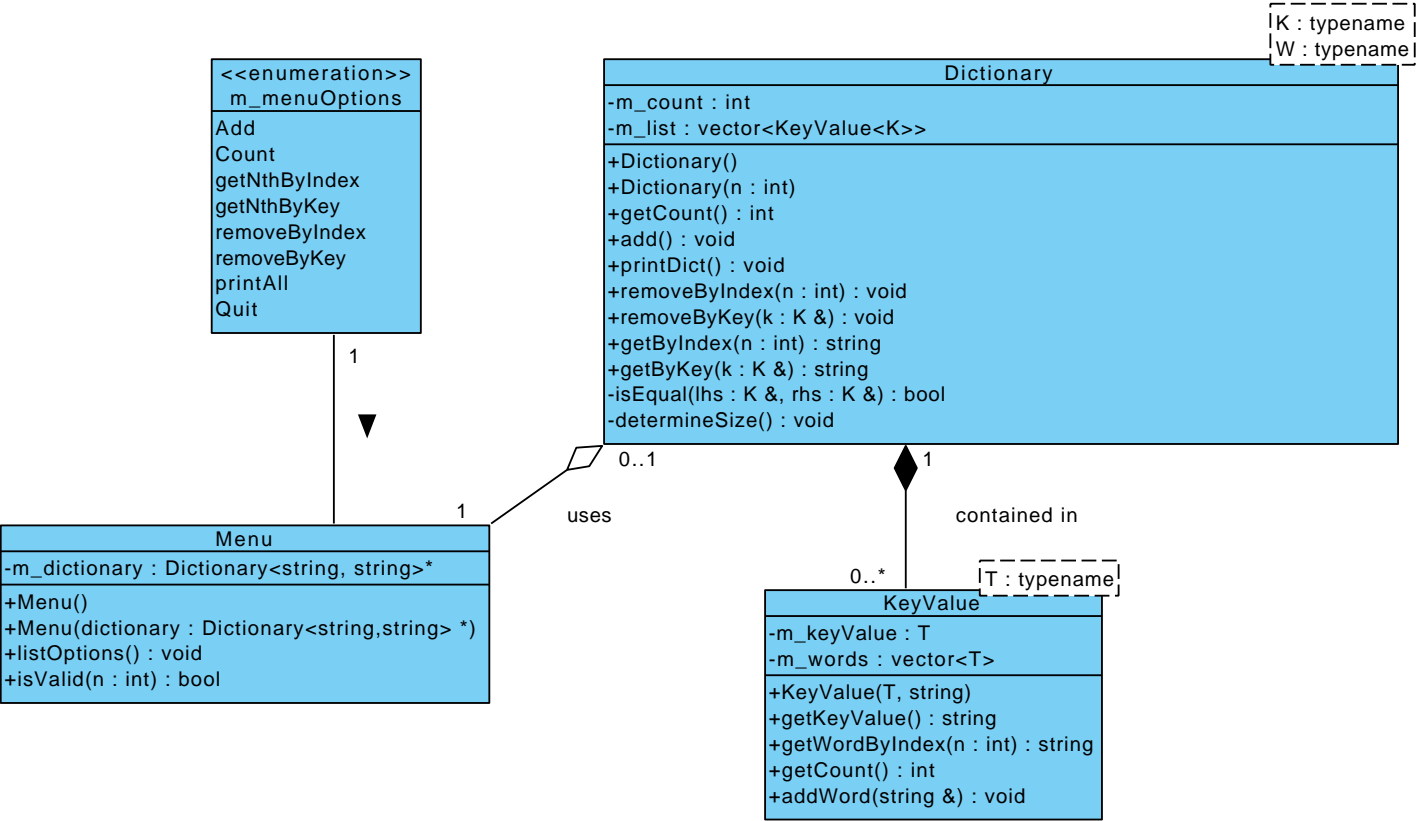 <<enumeration>>
m_menuOptions
Add
Count
getNthByIndex
getNthByKey
removeByIndex
removeByKey
printAll
Quit
K : typename
W : typename
Dictionary
-m_count : int
-m_list : vector<KeyValue<K>>
+Dictionary()
+Dictionary(n : int)
+getCount() : int
+add() : void
+printDict() : void
+removeByIndex(n : int) : void
+removeByKey(k : K &) : void
+getByIndex(n : int) : string
+getByKey(k : K &) : string
-isEqual(lhs : K &, rhs : K &) : bool
-determineSize() : void
1
0..1
1
1
uses
contained in
Menu
-m_dictionary : Dictionary<string, string>*
+Menu()
+Menu(dictionary : Dictionary<string,string> *)
+listOptions() : void
+isValid(n : int) : bool
0..*
T : typename
KeyValue
-m_keyValue : T
-m_words : vector<T>
+KeyValue(T, string)
+getKeyValue() : string
+getWordByIndex(n : int) : string
+getCount() : int
+addWord(string &) : void